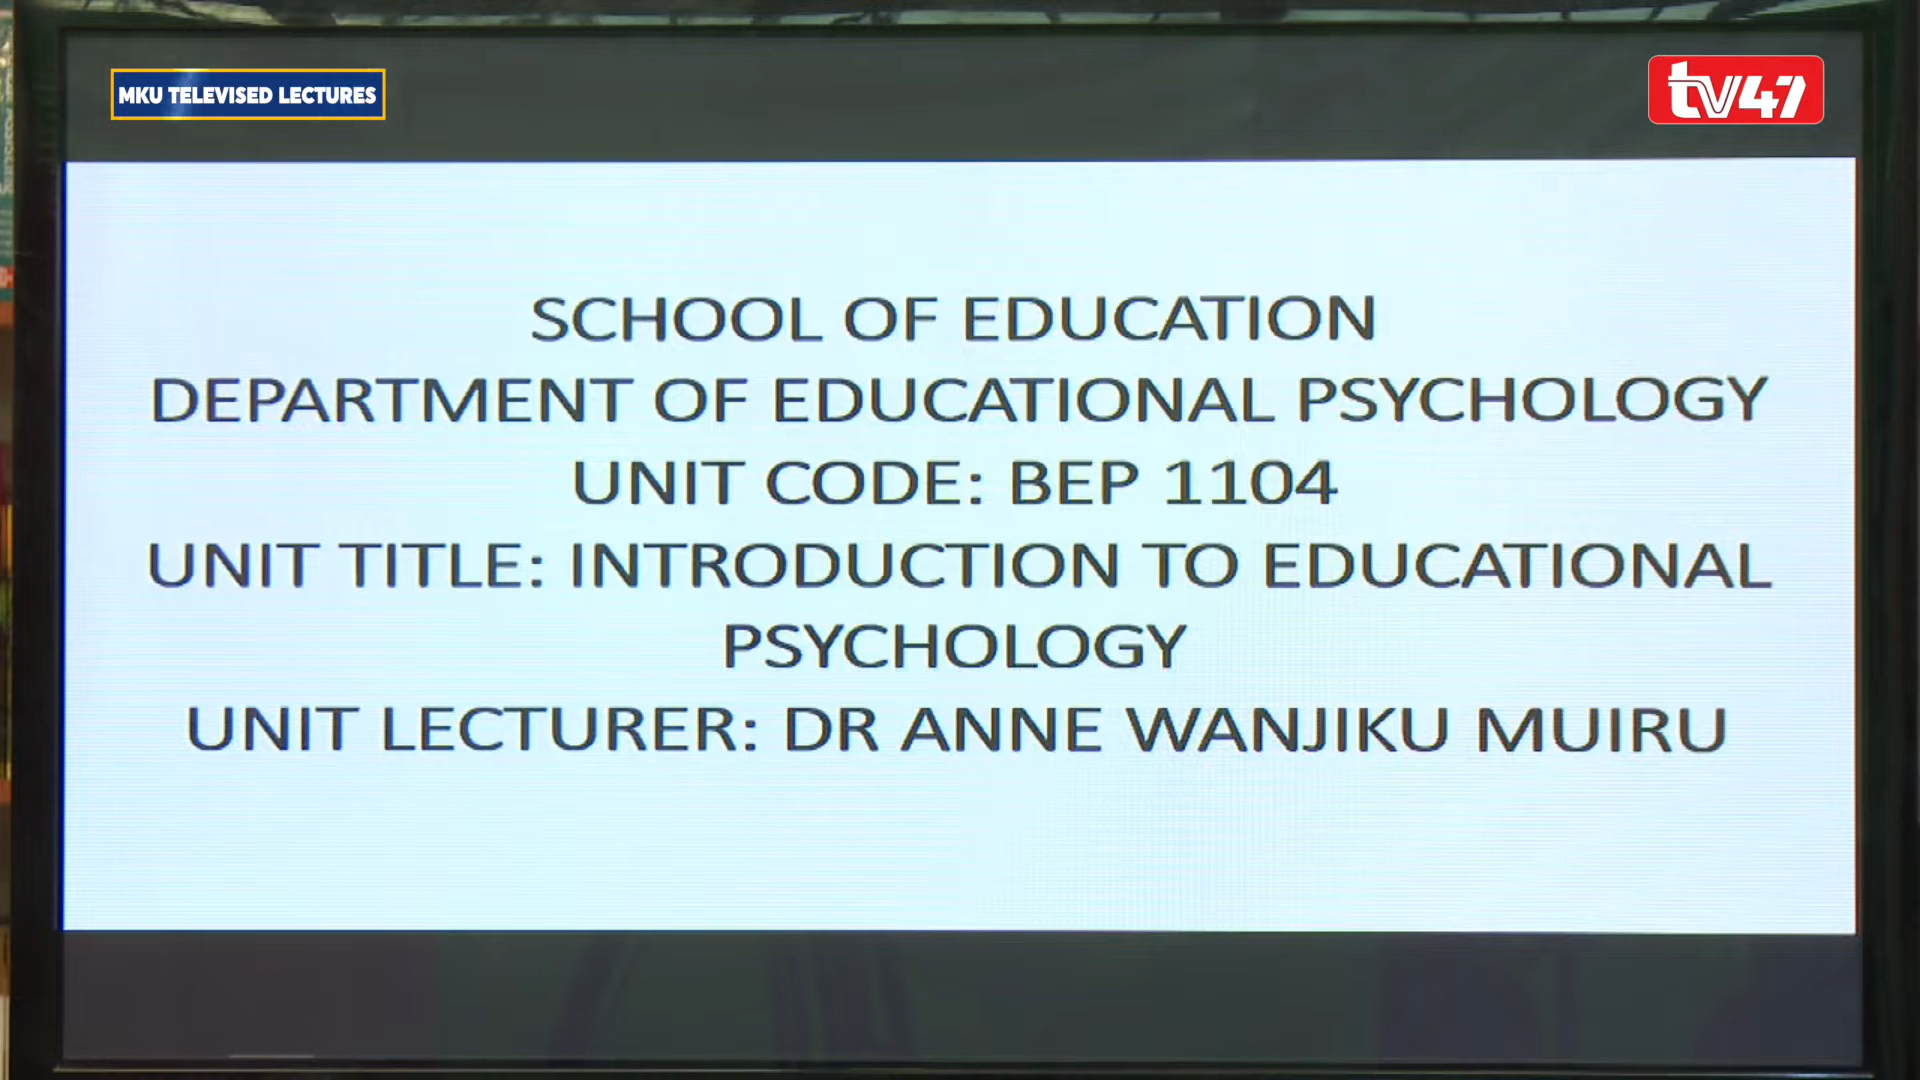 MKU TELEVISED LECTURES
tv47
SCHOOL OF EDUCATION
DEPARTMENT OF EDUCATIONAL PSYCHOLOGY
UNIT CODE: BEP 1104
UNIT TITLE: INTRODUCTION TO EDUCATIONAL
PSYCHOLOGY
UNIT LECTURER: DR ANNE WANJIKU MUIRU